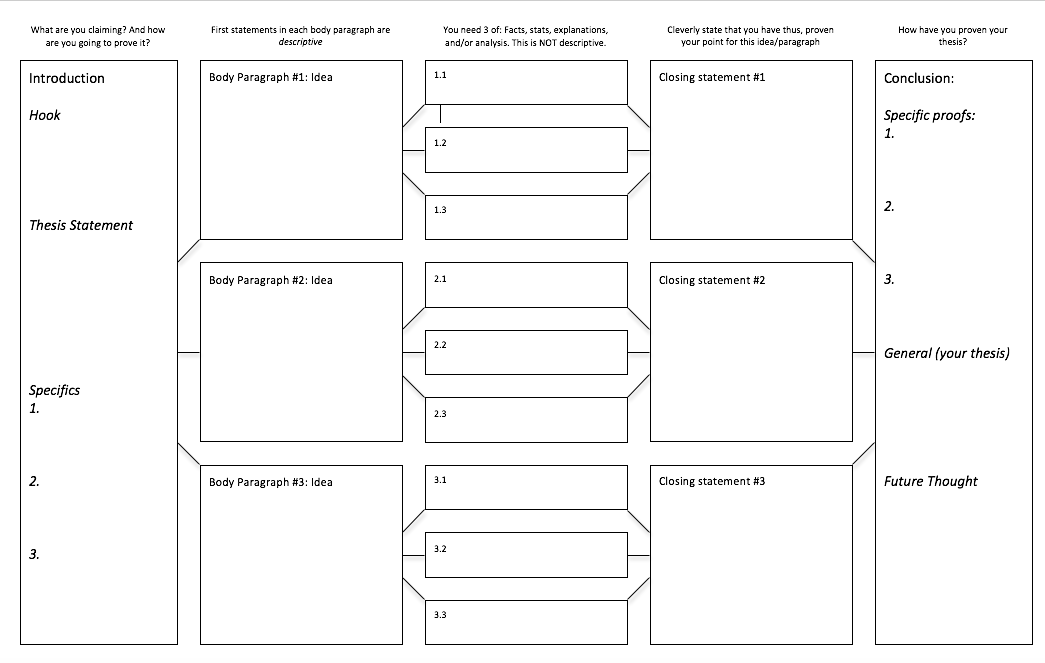 What are you claiming? And how
are you going to prove it?
First statements in each body paragraph are
descriptive
You need 3 of: Facts, stats, explanations,
and/or analysis. This is NOT descriptive.
Cleverly state that you have thus, proven
your point for this idea/paragraph
How have you proven your
thesis?
Introduction
Hook
Thesis Statement
Specifics
1.
2.
3.
Body Paragraph #1: Idea
1.1
1.2
1.3
Closing statement #1
Body Paragraph #2: Idea
2.1
2.2
2.3
Closing statement #2
Body Paragraph #3: Idea
3.1
3.2
3.3
Closing statement #3
Conclusion:
Specific proofs:
1.
2.
3.
General (your thesis)
Future Thought